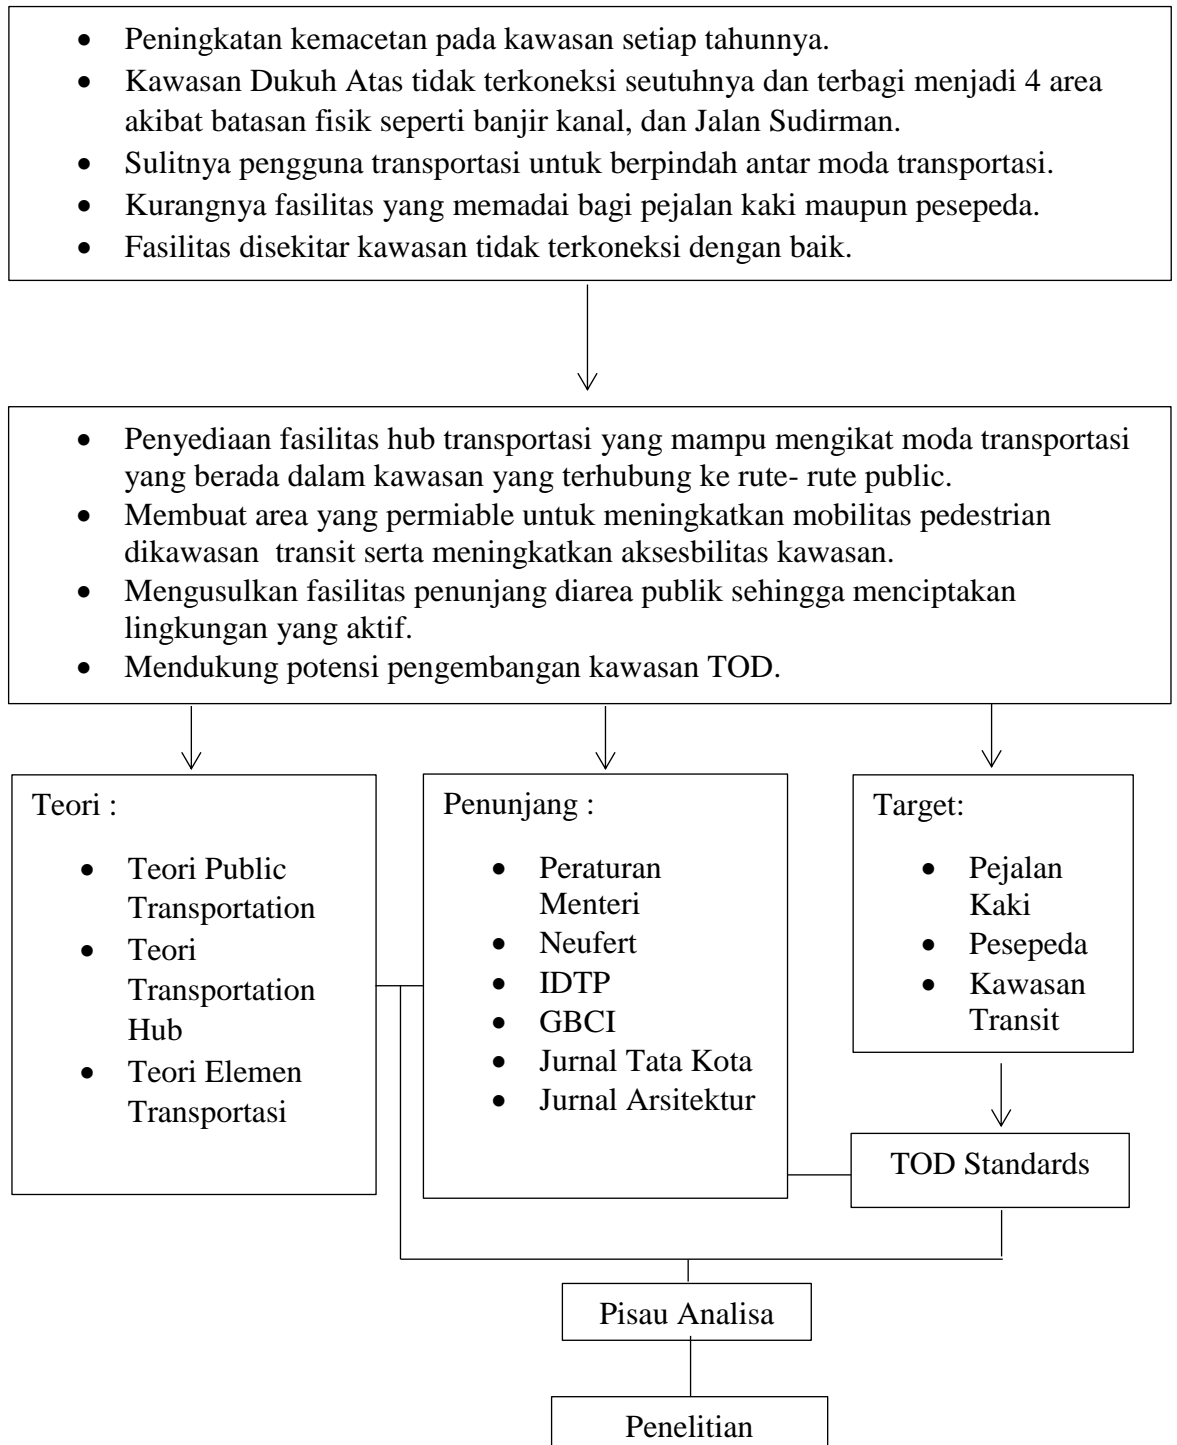 • Peningkatan kemacetan pada kawasan setiap tahunnya.
• Kawasan Dukuh Atas tidak terkoneksi seutuhnya dan terbagi menjadi 4 area
akibat batasan fisik seperti banjir kanal, dan Jalan Sudirman.
• Sulitnya pengguna transportasi untuk berpindah antar moda transportasi.
• Kurangnya fasilitas yang memadai bagi pejalan kaki maupun pesepeda.
• Fasilitas disekitar kawasan tidak terkoneksi dengan baik.
• Penyediaan fasilitas hub transportasi yang mampu mengikat moda transportasi
yang berada dalam kawasan yang terhubung ke rute- rute public.
• Membuat area yang permiable untuk meningkatkan mobilitas pedestrian
dikawasan transit serta meningkatkan aksesbilitas kawasan.
• Mengusulkan fasilitas penunjang diarea publik sehingga menciptakan
lingkungan yang aktif.
• Mendukung potensi pengembangan kawasan TOD.
Teori :
• Teori Public
Transportation
• Teori
Transportation
Hub
• Teori Elemen
Transportasi
Penunjang :
• Peraturan
Menteri
• Neufert
• IDTP
• GBCI
• Jurnal Tata Kota
• Jurnal Arsitektur
Target:
• Pejalan
Kaki
• Pesepeda
• Kawasan
Transit
TOD Standards
Pisau Analisa
Penelitian